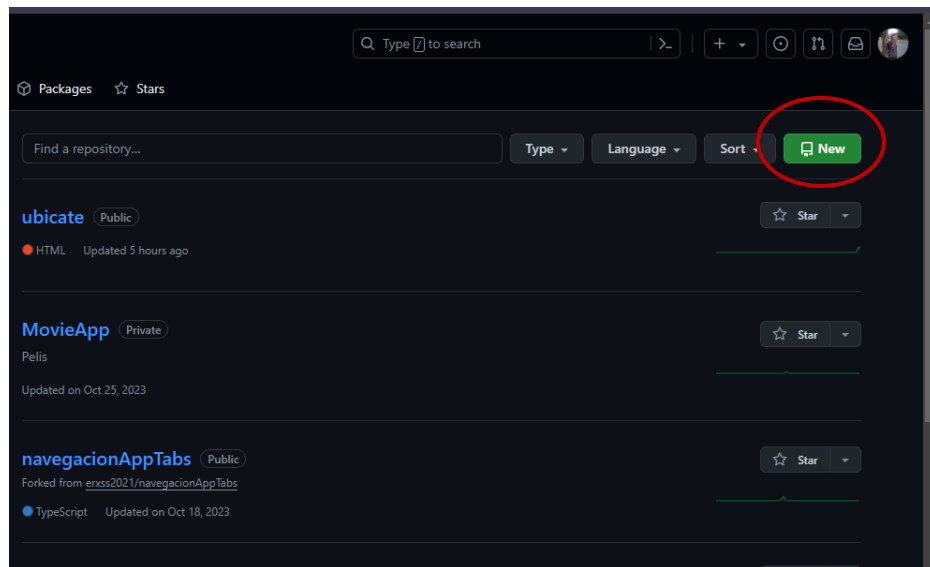 Type / to search
Packages Stars
Find a repository... Type Language Sort New
ubicate Public Star
HTML Updated 5 hours ago
MovieApp Private Star
Pelis
Updated on Oct 25, 2023
navegacionAppTabs Public Star
Forked from erxss2021/navegacionAppTabs
TypeScript Updated on Oct 18, 2023